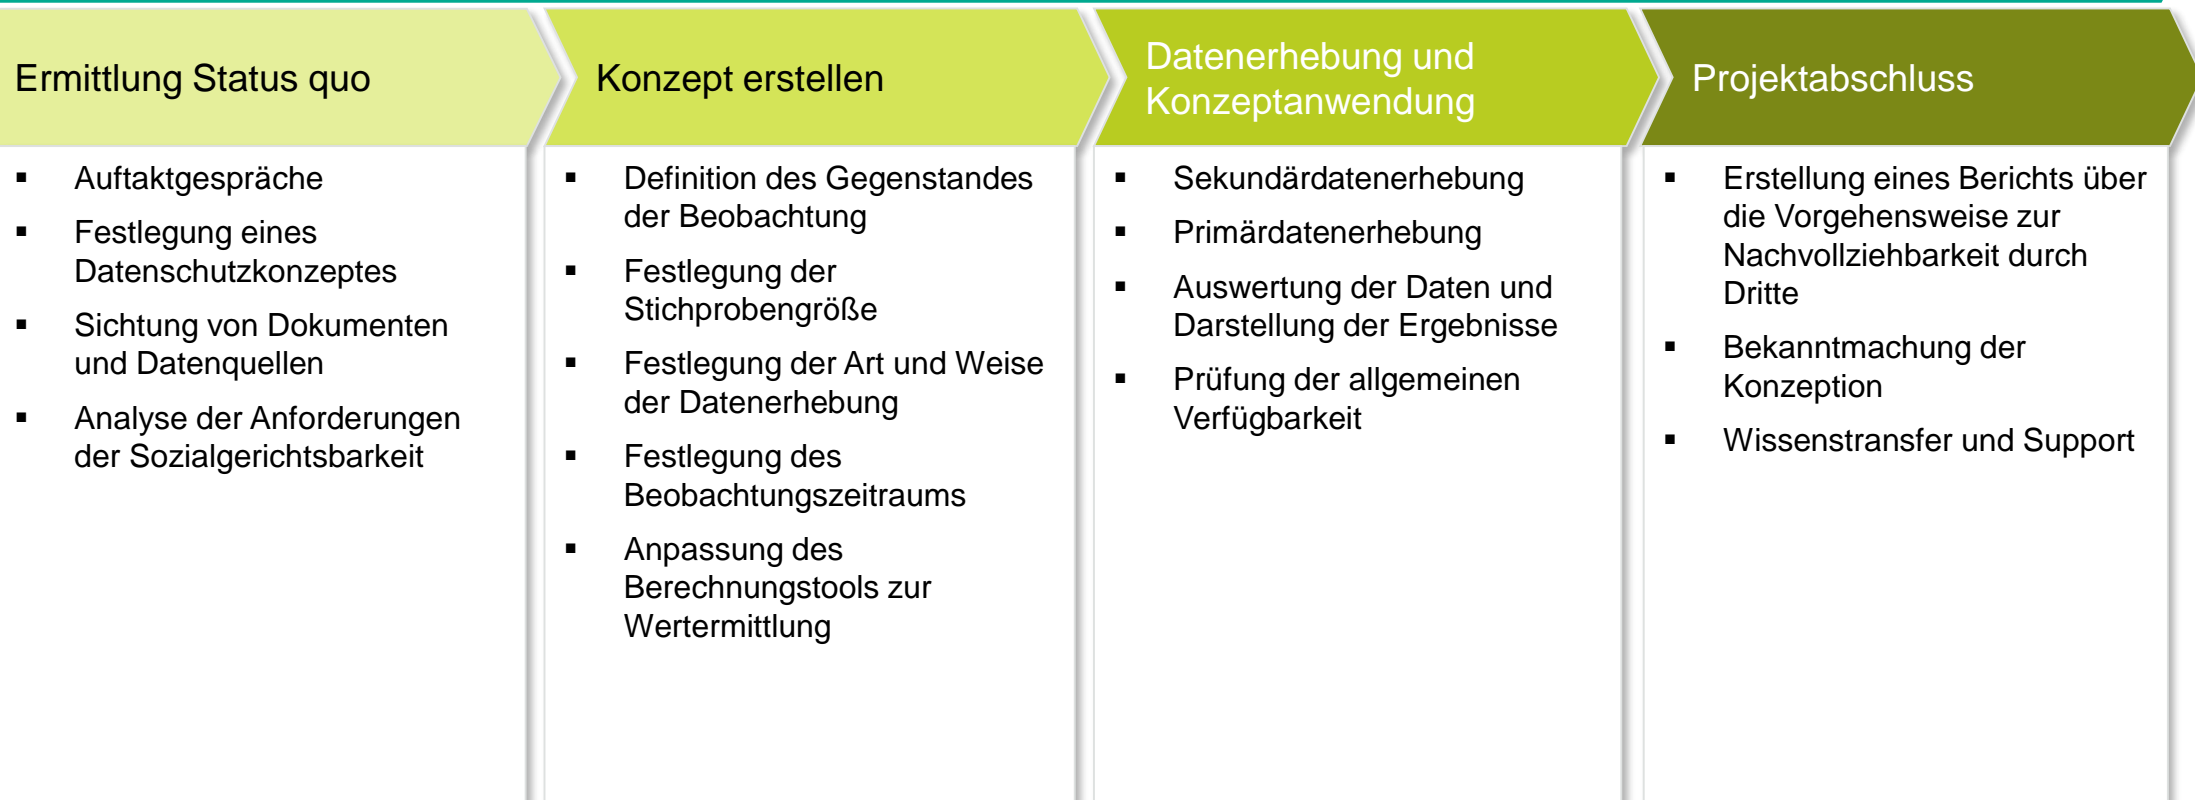 Ermittlung Status quo
▪ Auftaktgespräche
▪ Festlegung eines
Datenschutzkonzeptes
▪ Sichtung von Dokumenten
und Datenquellen
▪ Analyse der Anforderungen
der Sozialgerichtsbarkeit
Konzept erstellen
▪ Definition des Gegenstandes
der Beobachtung
▪ Festlegung der
Stichprobengröße
▪ Festlegung der Art und Weise
der Datenerhebung
▪ Festlegung des
Beobachtungszeitraums
▪ Anpassung des
Berechnungstools zur
Wertermittlung
Datenerhebung und
Konzeptanwendung
▪ Sekundärdatenerhebung
▪ Primärdatenerhebung
▪ Auswertung der Daten und
Darstellung der Ergebnisse
▪ Prüfung der allgemeinen
Verfügbarkeit
Projektabschluss
▪ Erstellung eines Berichts über
die Vorgehensweise zur
Nachvollziehbarkeit durch
Dritte
▪ Bekanntmachung der
Konzeption
▪ Wissenstransfer und Support